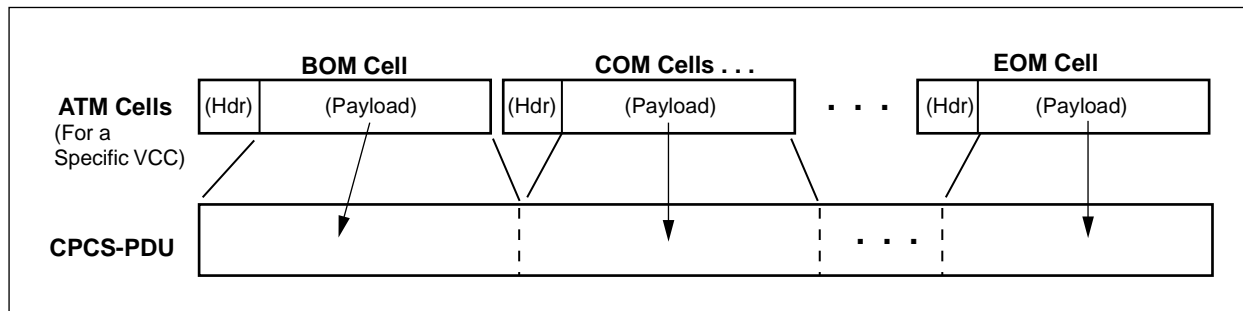 BOM Cell
COM Cells . . .
EOM Cell
ATM Cells
(For a
Specific VCC)
(Hdr)
(Payload)
(Hdr)
(Payload)
. . .
(Hdr)
(Payload)
CPCS-PDU
. . .